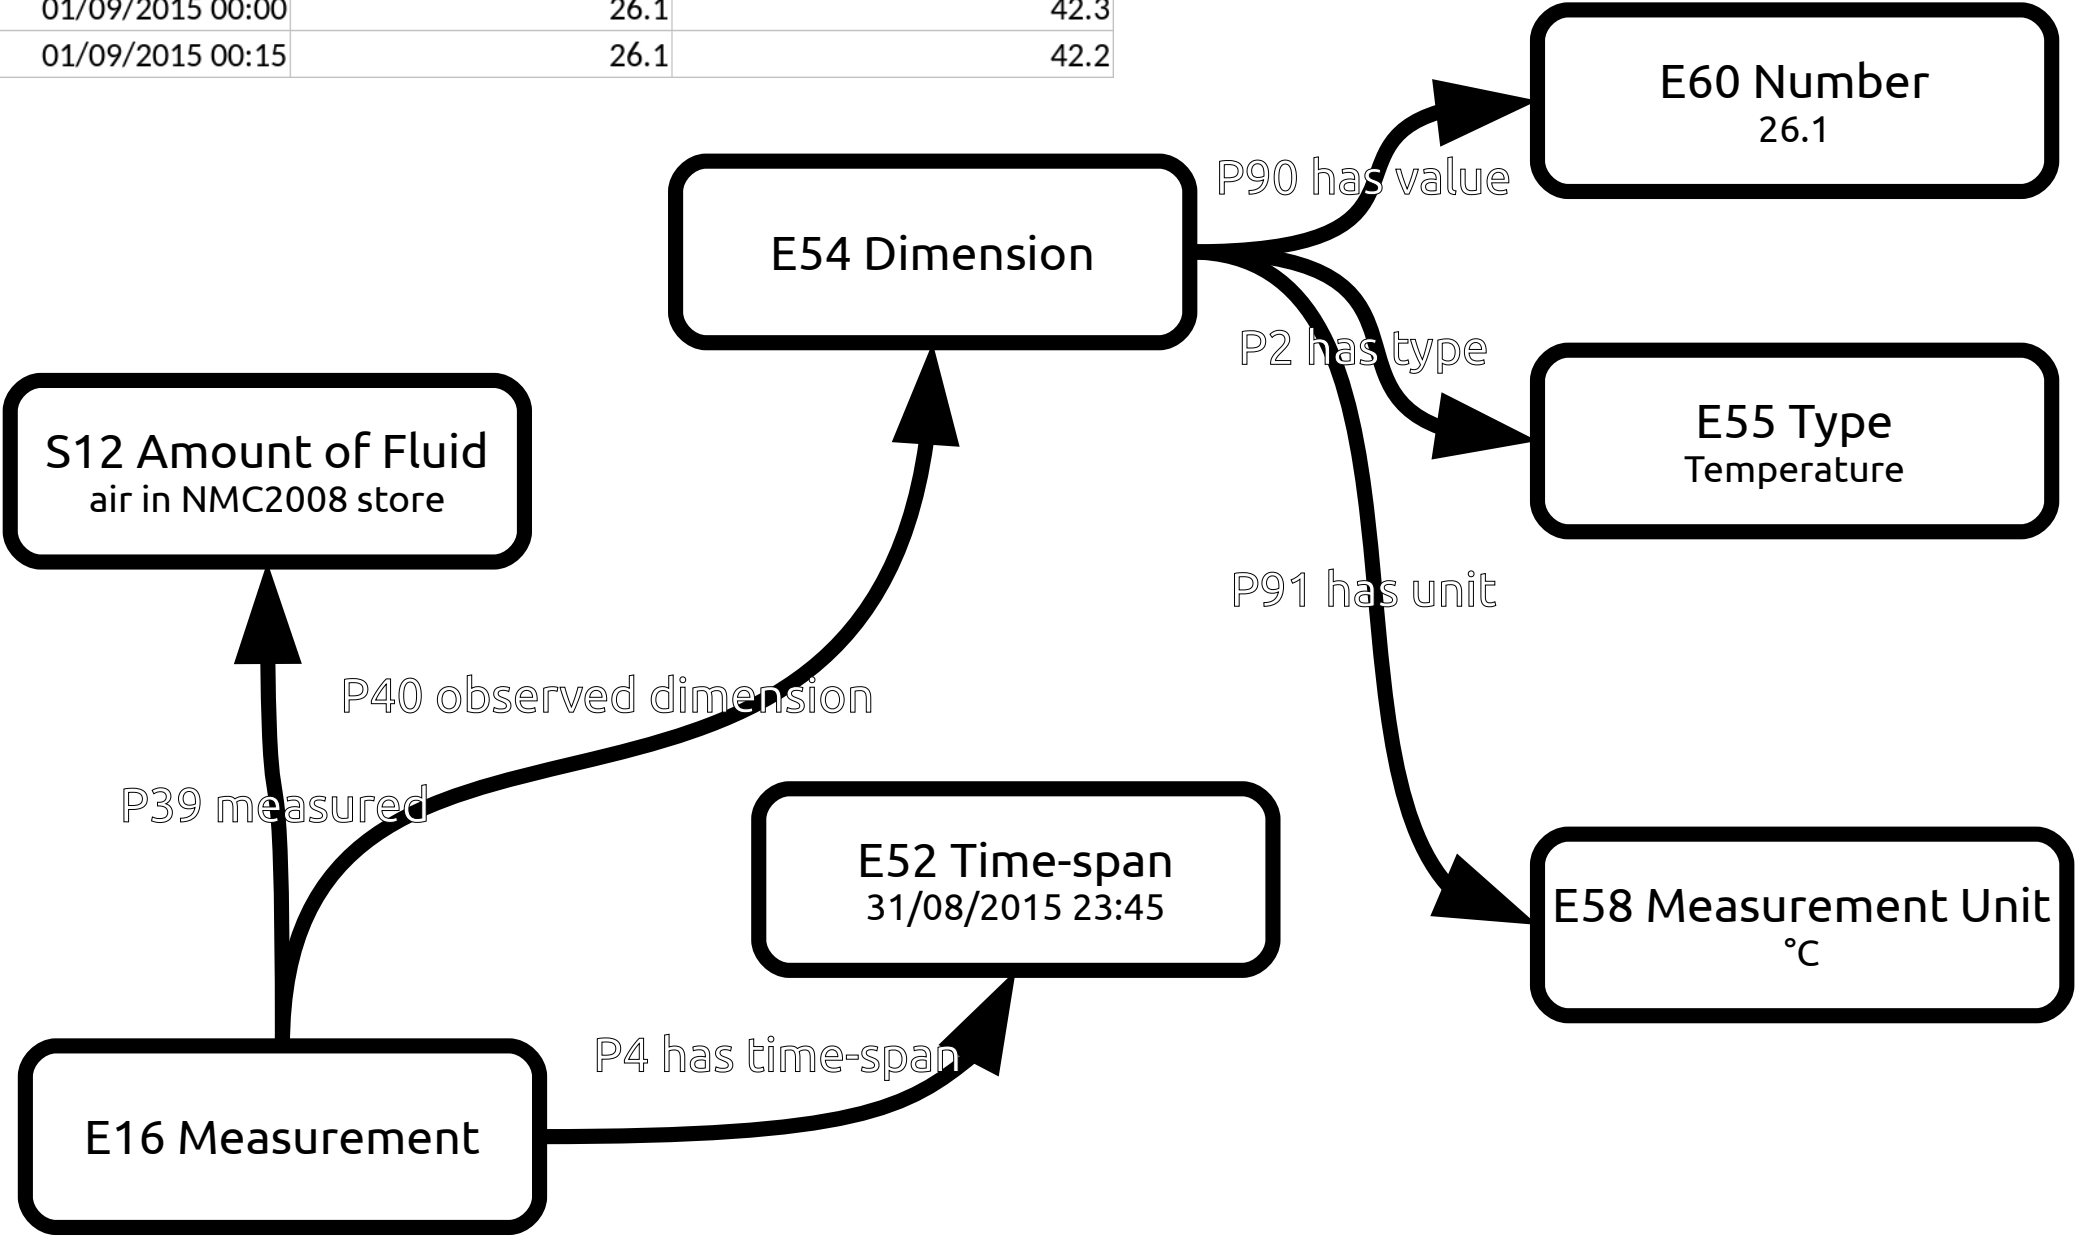 01/09/2015 00:00 26.1 42.3
01/09/2015 00:15 26.1 42.2
E60 Number
26.1
P90 has value
E54 Dimension
P2 has type
E55 Type
Temperature
S12 Amount of Fluid
air in NMC2008 store
P91 has unit
P40 observed dimension
P39 measured
E52 Time-span
31/08/2015 23:45
E58 Measurement Unit
°C
P4 has time-span
E16 Measurement